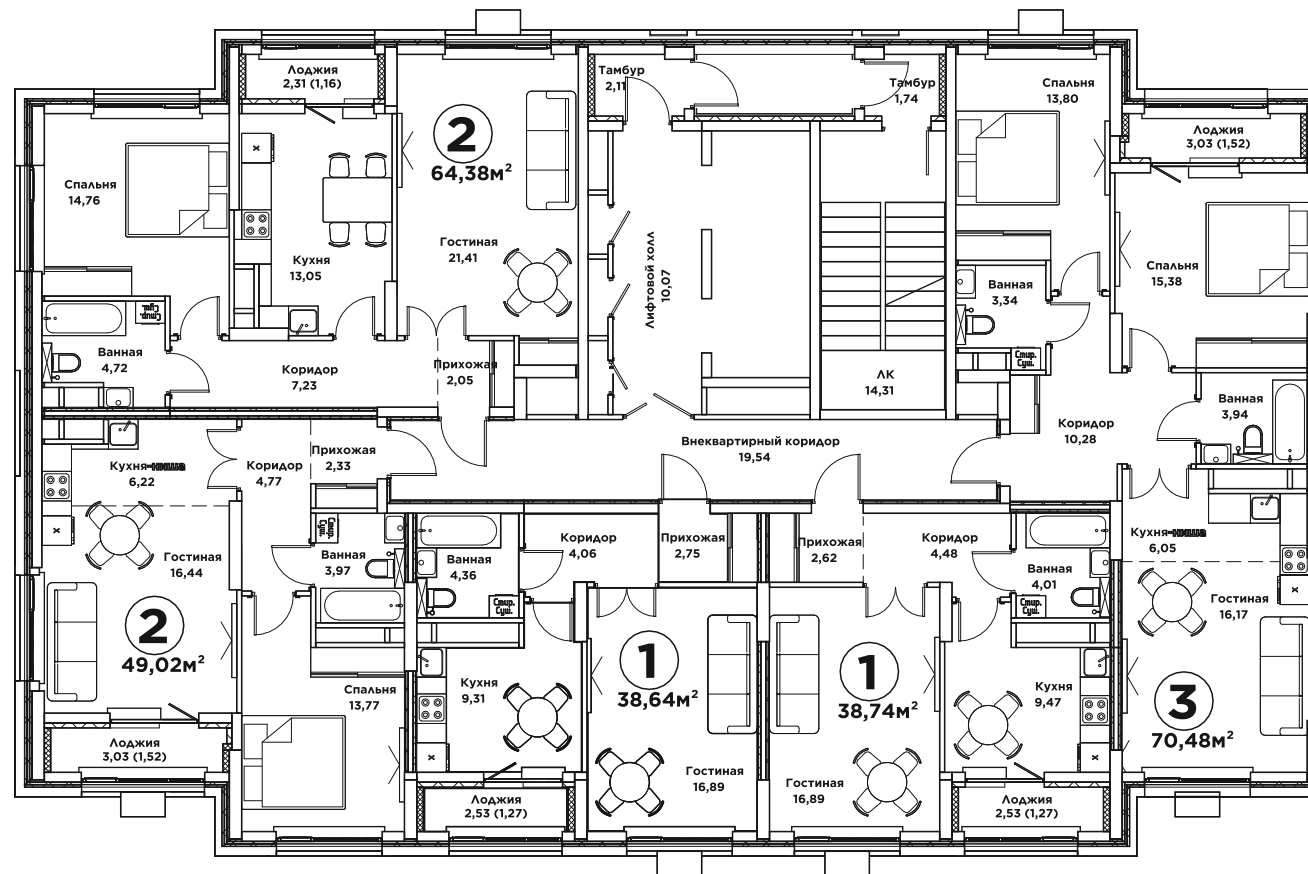 Лоджия
2,31 (1,16)
2
64,38м²
Тамбур
2,11
Тамбур
1,74
Спальня
13,80
Лоджия
3,03 (1,52)
Спальня
14,76
х
Кухня
13,05
Гостиная
21,41
Лифтовой холл
10,07
Ванная
3,34
Спальня
15,38
Стир.
Суш.
Ванная
4,72
Коридор
7,23
Прихожая
2,05
ЛК
14,31
Стир.
Суш.
Ванная
3,94
Коридор
10,28
Внеквартирный коридор
19,54
Кухня-ниша
6,22
Коридор
4,77
Прихожая
2,33
х
Гостиная
16,44
Стир.
Суш.
Ванная
3,97
Ванная
4,36
Стир.
Суш.
Коридор
4,06
Прихожая
2,75
Прихожая
2,62
Коридор
4,48
Ванная
4,01
Стир.
Суш.
Кухня-ниша
6,05
х
Гостиная
16,17
2
49,02м²
1
38,64м²
1
38,74м²
3
70,48м²
Спальня
13,77
Кухня
9,31
х
Кухня
9,47
х
Лоджия
3,03 (1,52)
Гостиная
16,89
Гостиная
16,89
Лоджия
2,53 (1,27)
Лоджия
2,53 (1,27)